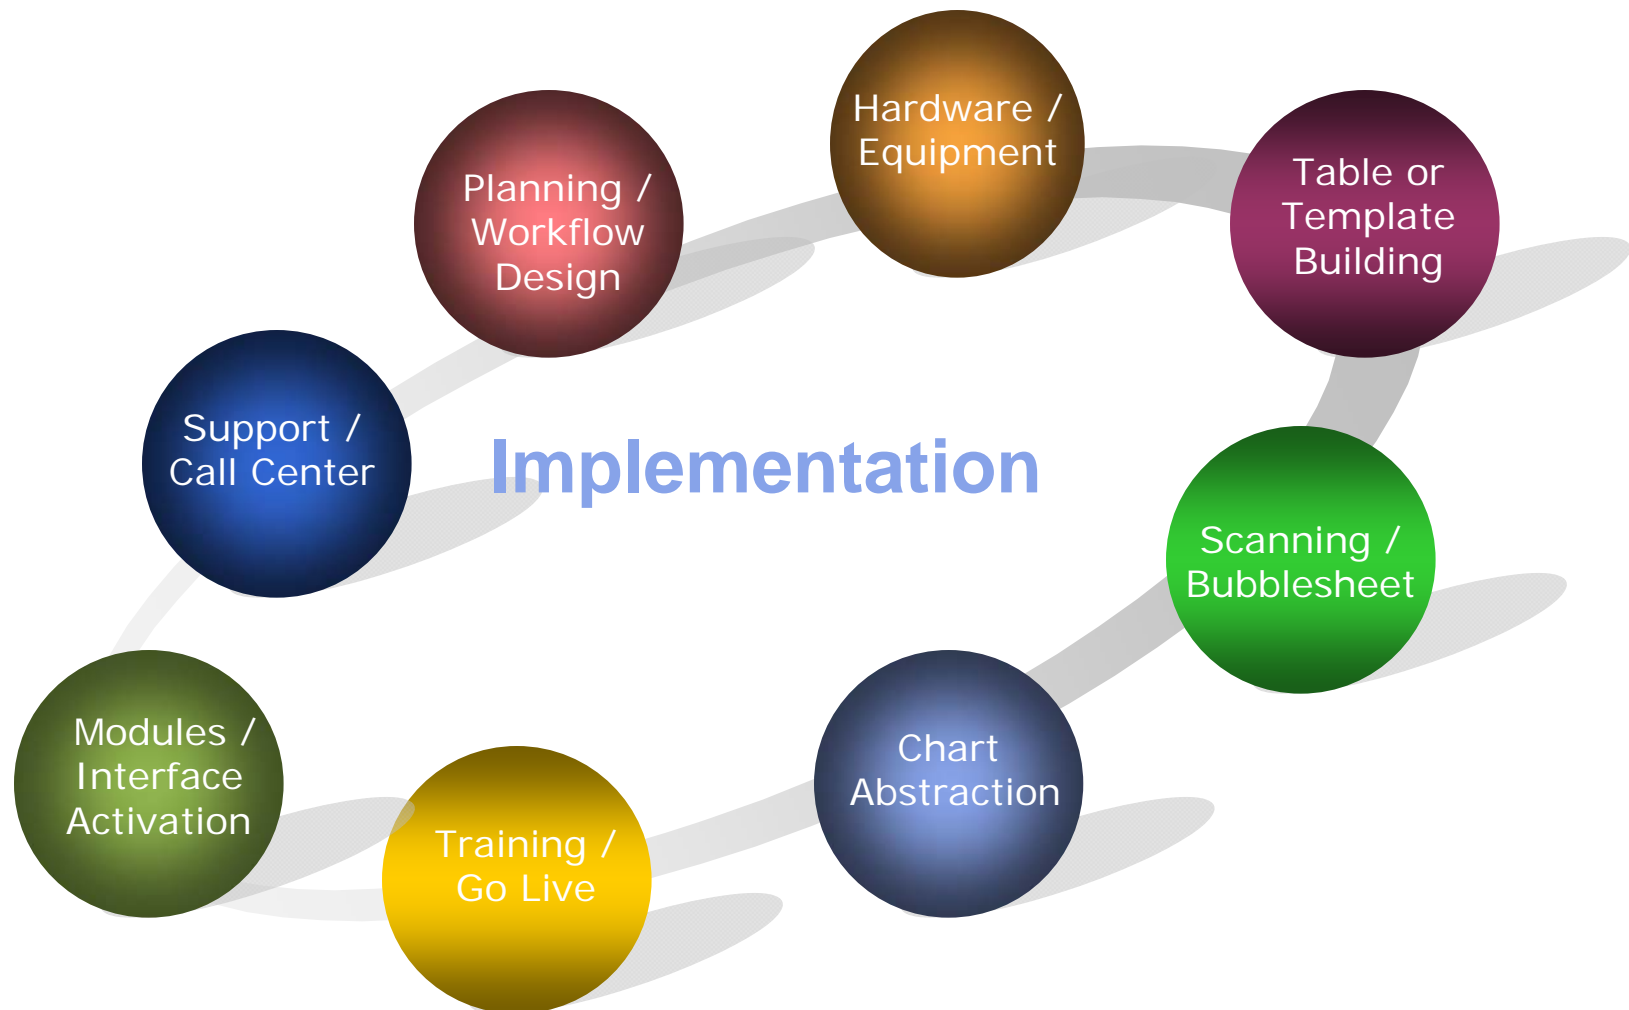 Hardware /
Equipment
Planning /
Workflow
Design
Table or
Template
Building
Support /
Call Center
Implementation
Scanning /
Bubblesheet
Modules /
Interface
Activation
Chart
Abstraction
Training /
Go Live